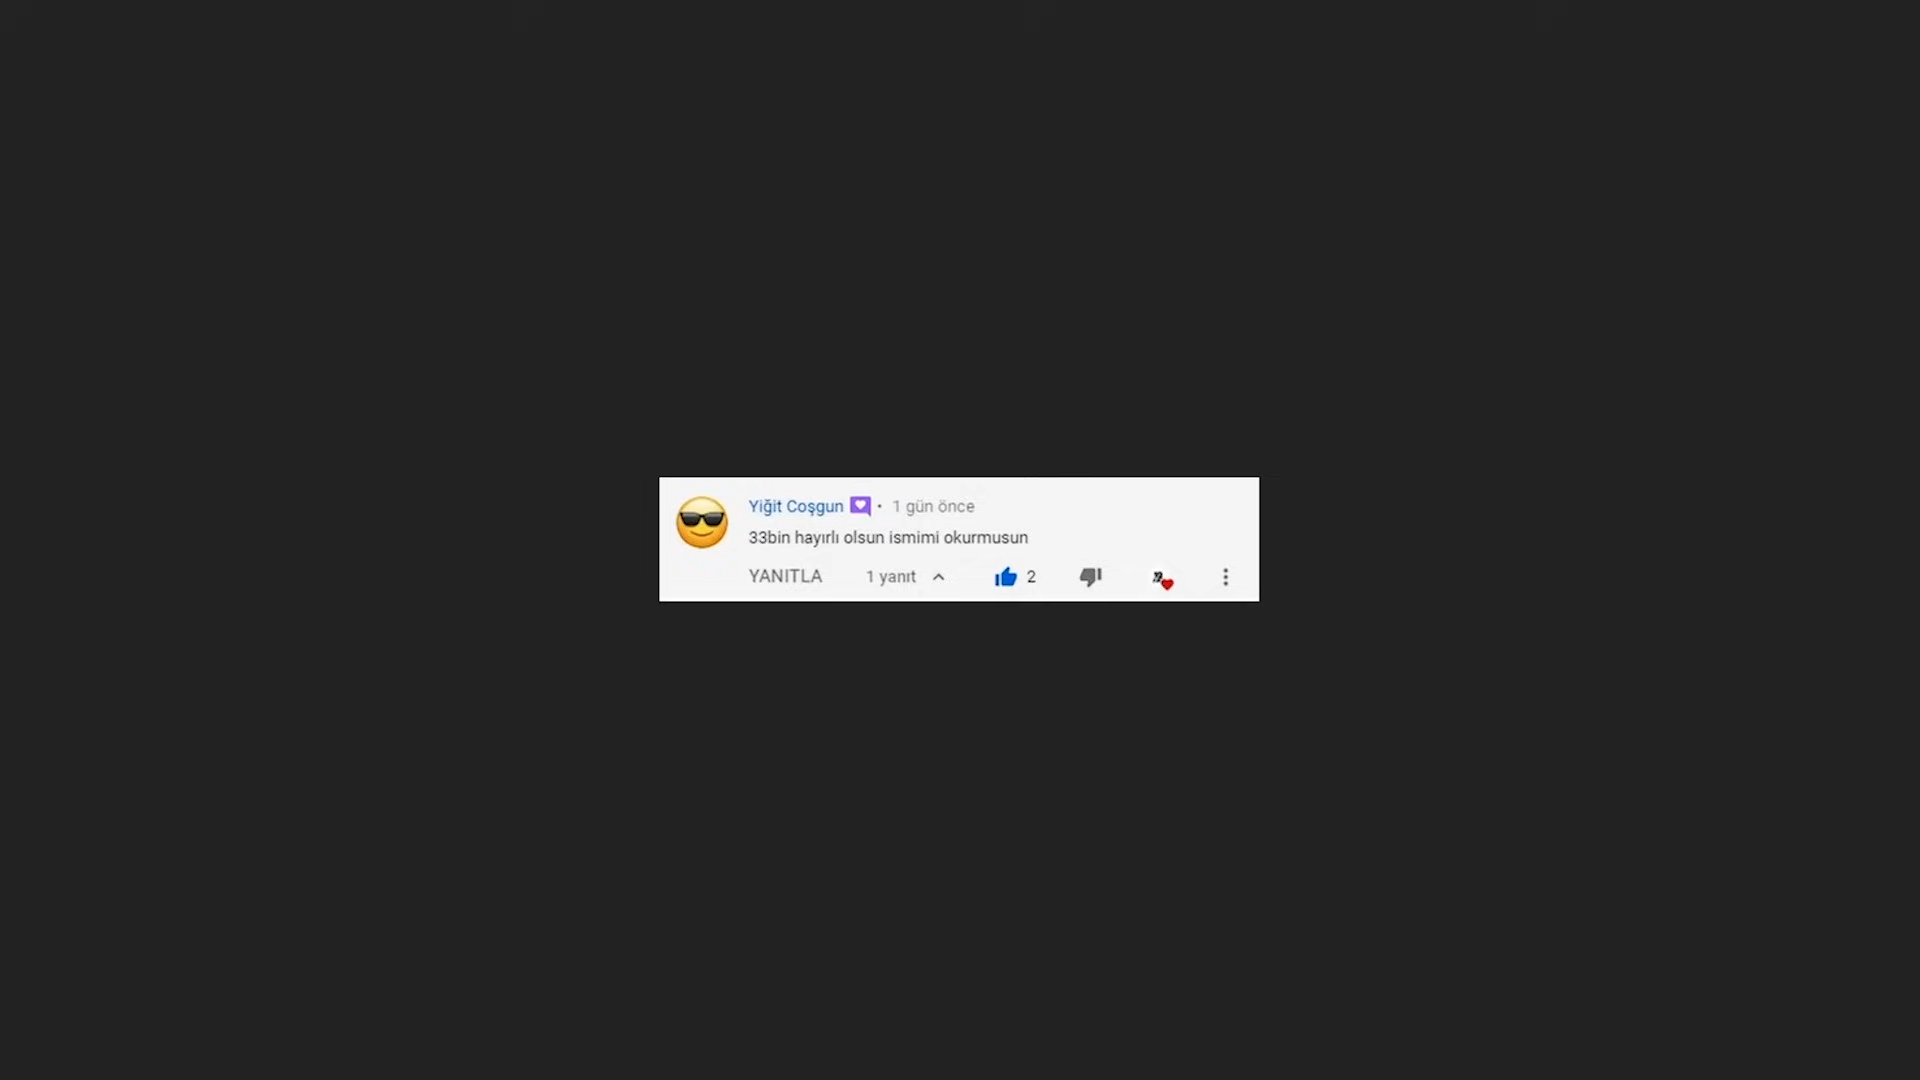 Yiğit Coşgun · 1 gün önce
33bin hayırlı olsun ismimi okurmusun
YANITLA 1 yanıt 2